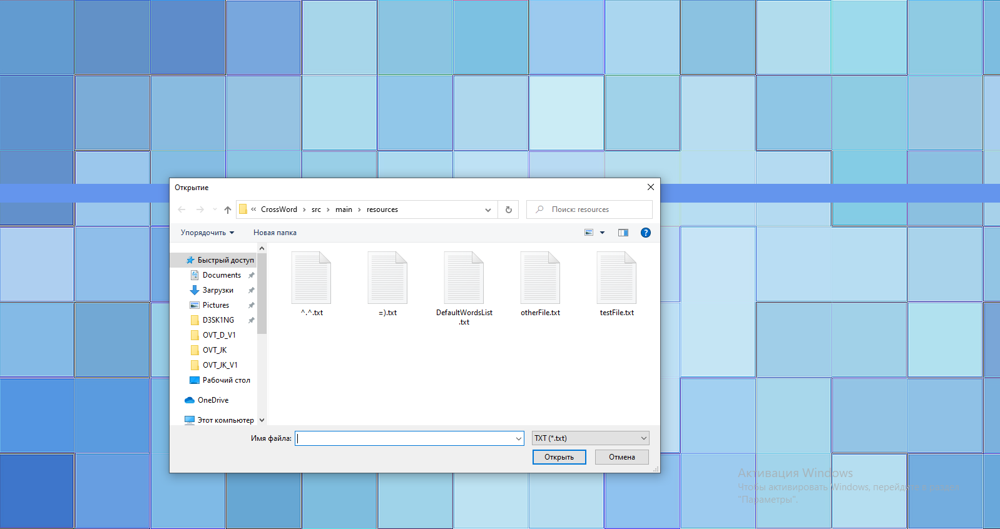 Открытие
« CrossWord › src › main › resources
Поиск: resources
Упорядочить
Новая папка
Быстрый доступ
Documents
Загрузки
Pictures
D3SK1NG
OVT_D_V1
OVT_JK
OVT_JK_V1
Рабочий стол
OneDrive
Этот компьютер
^.^.txt
=).txt
DefaultWordsList
.txt
otherFile.txt
testFile.txt
Имя файла:
TXT (*.txt)
Открыть
Отмена
Активация Windows
Чтобы активировать Windows, перейдите в раздел
"Параметры".